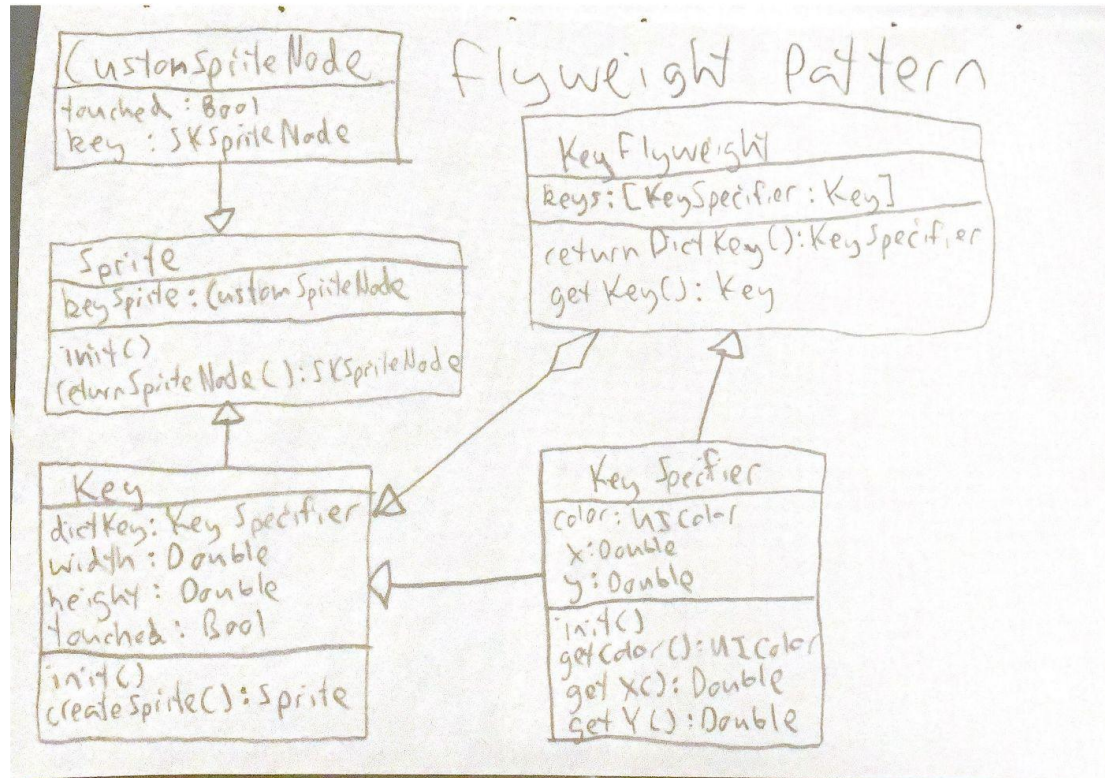 Flyweight Pattern
CustomSpriteNode
touched : Bool
key : SKSpriteNode
Sprite
keySprite : CustomSpriteNode
init()
returnSpriteNode() : SKSpriteNode
Key
dictKey : KeySpecifier
width : Double
height : Double
touched : Bool
init()
createSprite() : Sprite
KeyFlyweight
keys : [KeySpecifier : Key]
returnDictKey() : KeySpecifier
getKey() : Key
Key Specifier
color : UIColor
x : Double
y : Double
init()
getColor() : UIColor
getX() : Double
getY() : Double